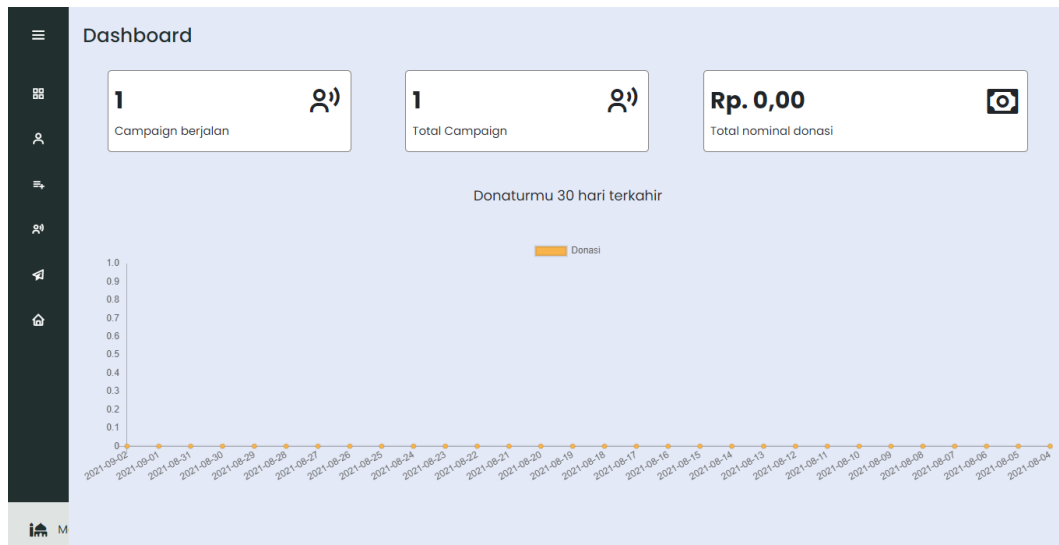 Dashboard
1
Campaign berjalan
1
Total Campaign
Rp. 0,00
Total nominal donasi
Donaturmu 30 hari terkahir
Donasi
1.0
0.9
0.8
0.7
0.6
0.5
0.4
0.3
0.2
0.1
0
2021-09-02 2021-09-01 2021-08-31 2021-08-30 2021-08-29 2021-08-28 2021-08-27 2021-08-26 2021-08-25 2021-08-24 2021-08-23 2021-08-22 2021-08-21 2021-08-20 2021-08-19 2021-08-18 2021-08-17 2021-08-16 2021-08-15 2021-08-14 2021-08-13 2021-08-12 2021-08-11 2021-08-10 2021-08-09 2021-08-08 2021-08-07 2021-08-06 2021-08-05 2021-08-04
M